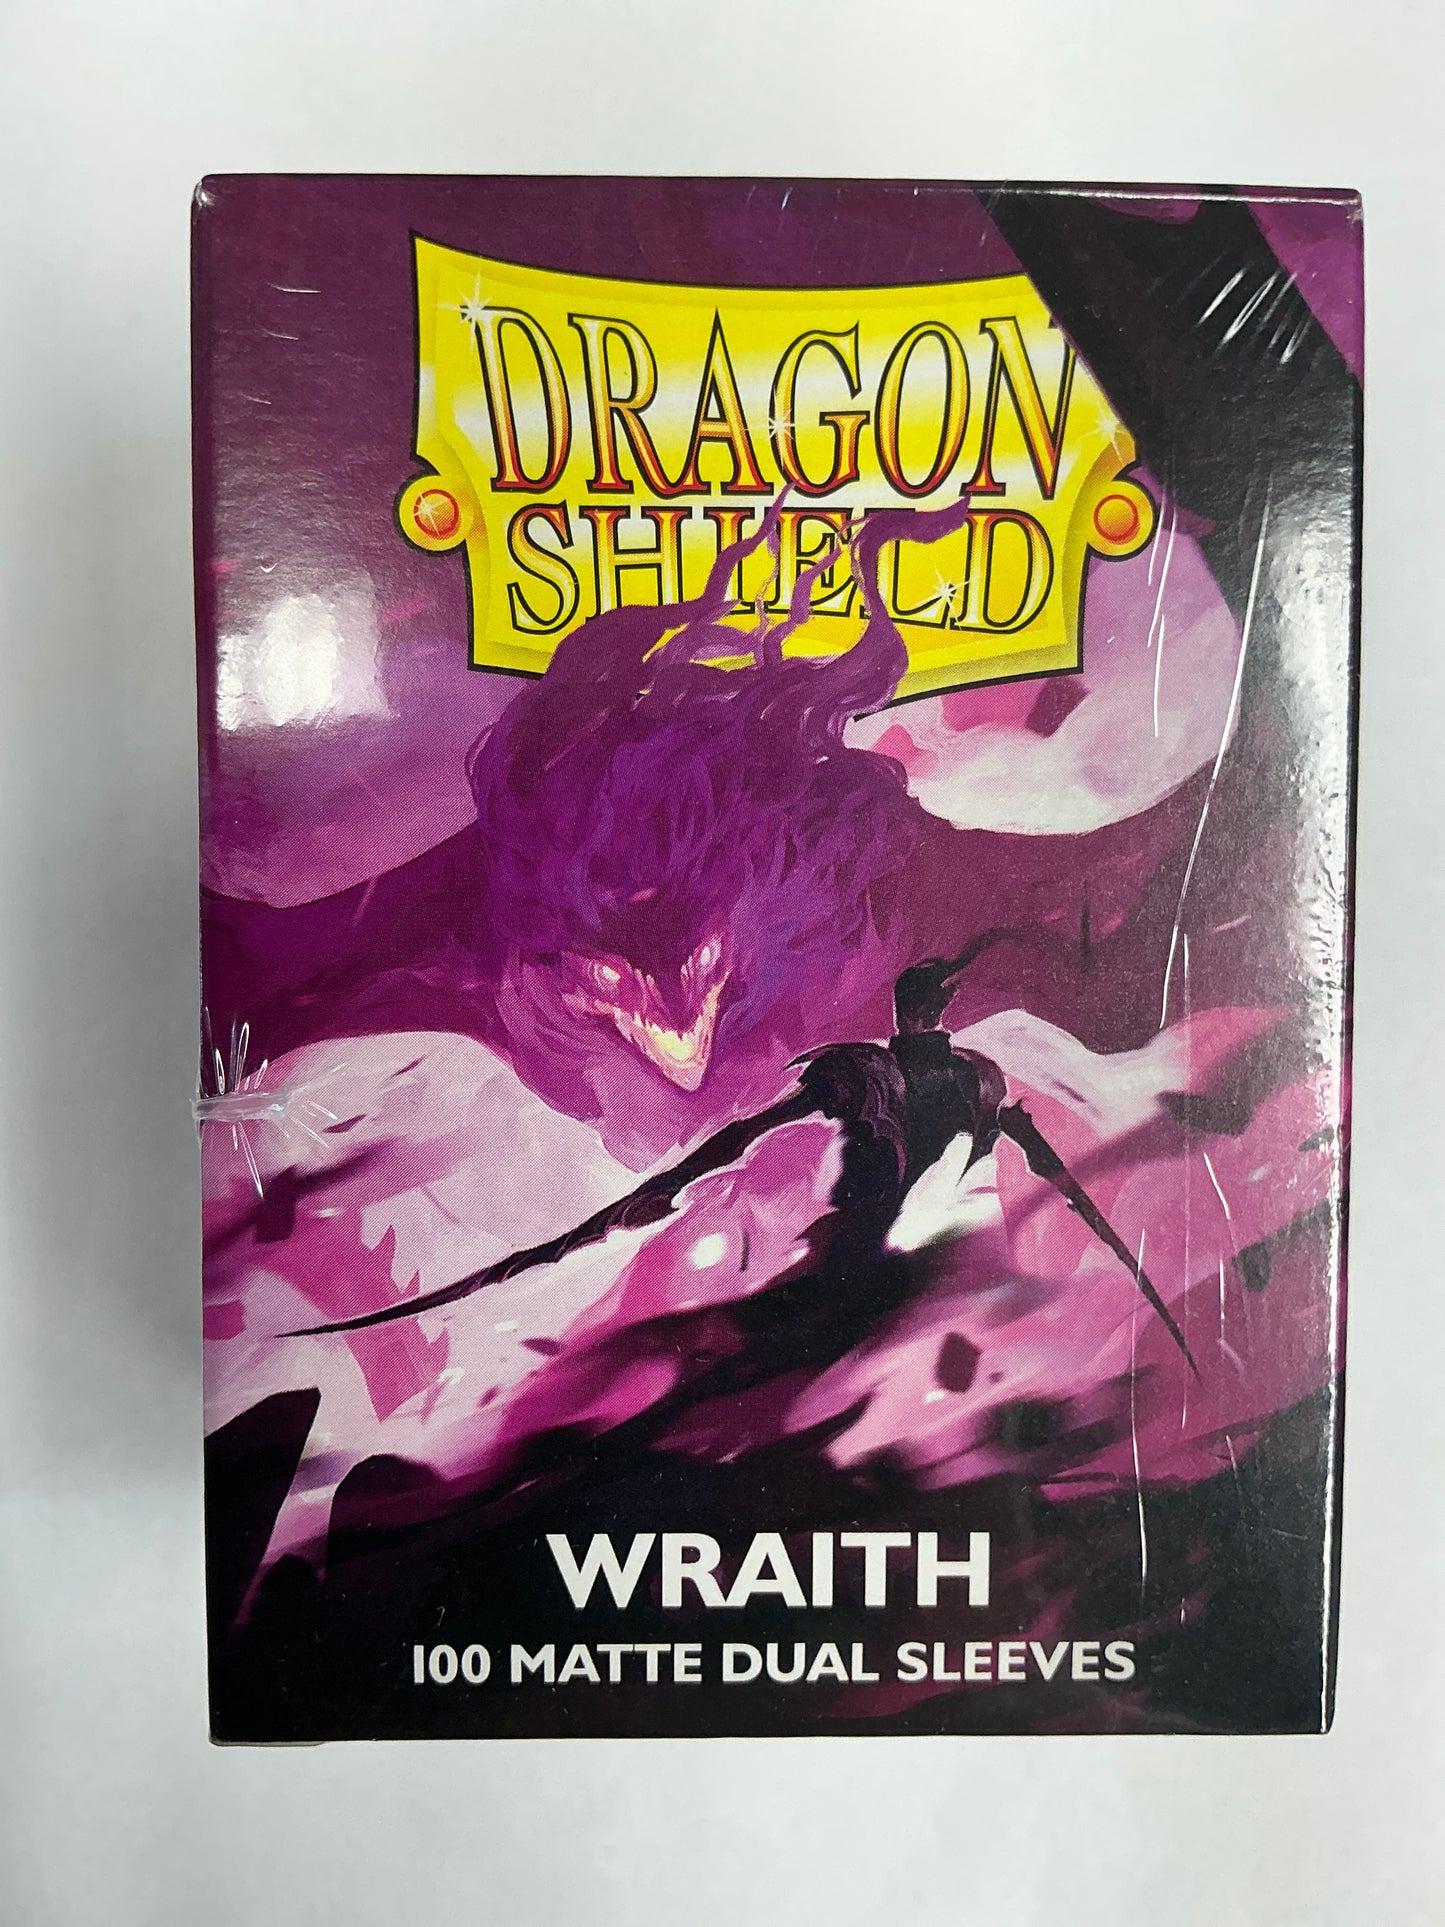 DRAGON
SHIELD
WRAITH
100 MATTE DUAL SLEEVES